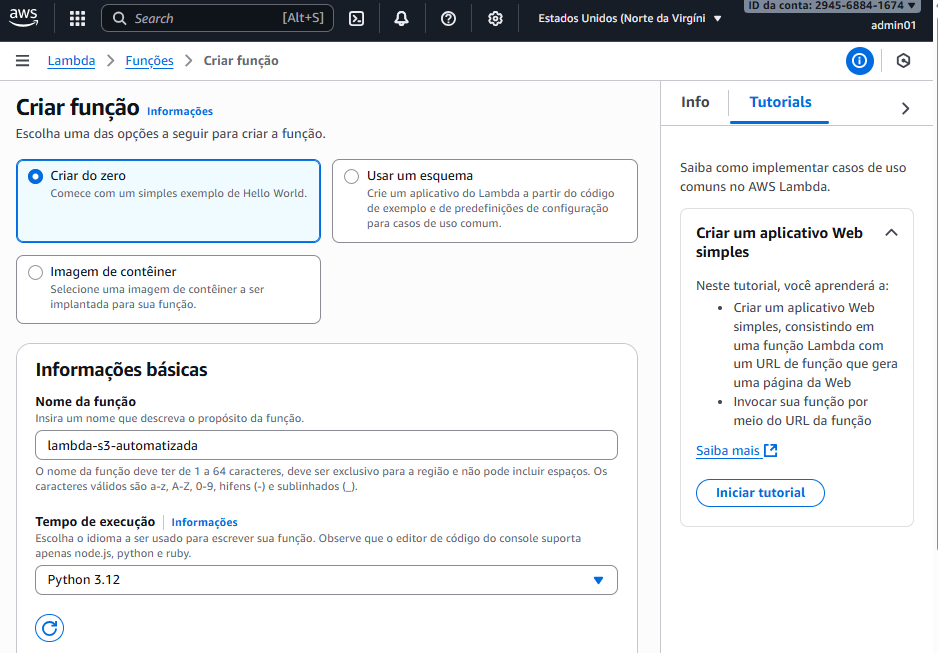 aws
Search [Alt+S]
Estados Unidos (Norte da Virgíni
ID da conta: 2945-6884-1674
admin01
Lambda > Funções > Criar função
Criar função Informações
Escolha uma das opções a seguir para criar a função.
Criar do zero
Comece com um simples exemplo de Hello World.
Usar um esquema
Crie um aplicativo do Lambda a partir do código
de exemplo e de predefinições de configuração
para casos de uso comum.
Imagem de contêiner
Selecione uma imagem de contêiner a ser
implantada para sua função.
Informações básicas
Nome da função
Insira um nome que descreva o propósito da função.
lambda-s3-automatizada
O nome da função deve ter de 1 a 64 caracteres, deve ser exclusivo para a região e não pode incluir espaços. Os
caracteres válidos são a-z, A-Z, 0-9, hifens (-) e sublinhados (_).
Tempo de execução Informações
Escolha o idioma a ser usado para escrever sua função. Observe que o editor de código do console suporta
apenas node.js, python e ruby.
Python 3.12
Info
Tutorials
Saiba como implementar casos de uso
comuns no AWS Lambda.
Criar um aplicativo Web
simples
Neste tutorial, você aprenderá a:
• Criar um aplicativo Web
simples, consistindo em
uma função Lambda com
um URL de função que gera
uma página da Web
• Invocar sua função por
meio do URL da função
Saiba mais
Iniciar tutorial